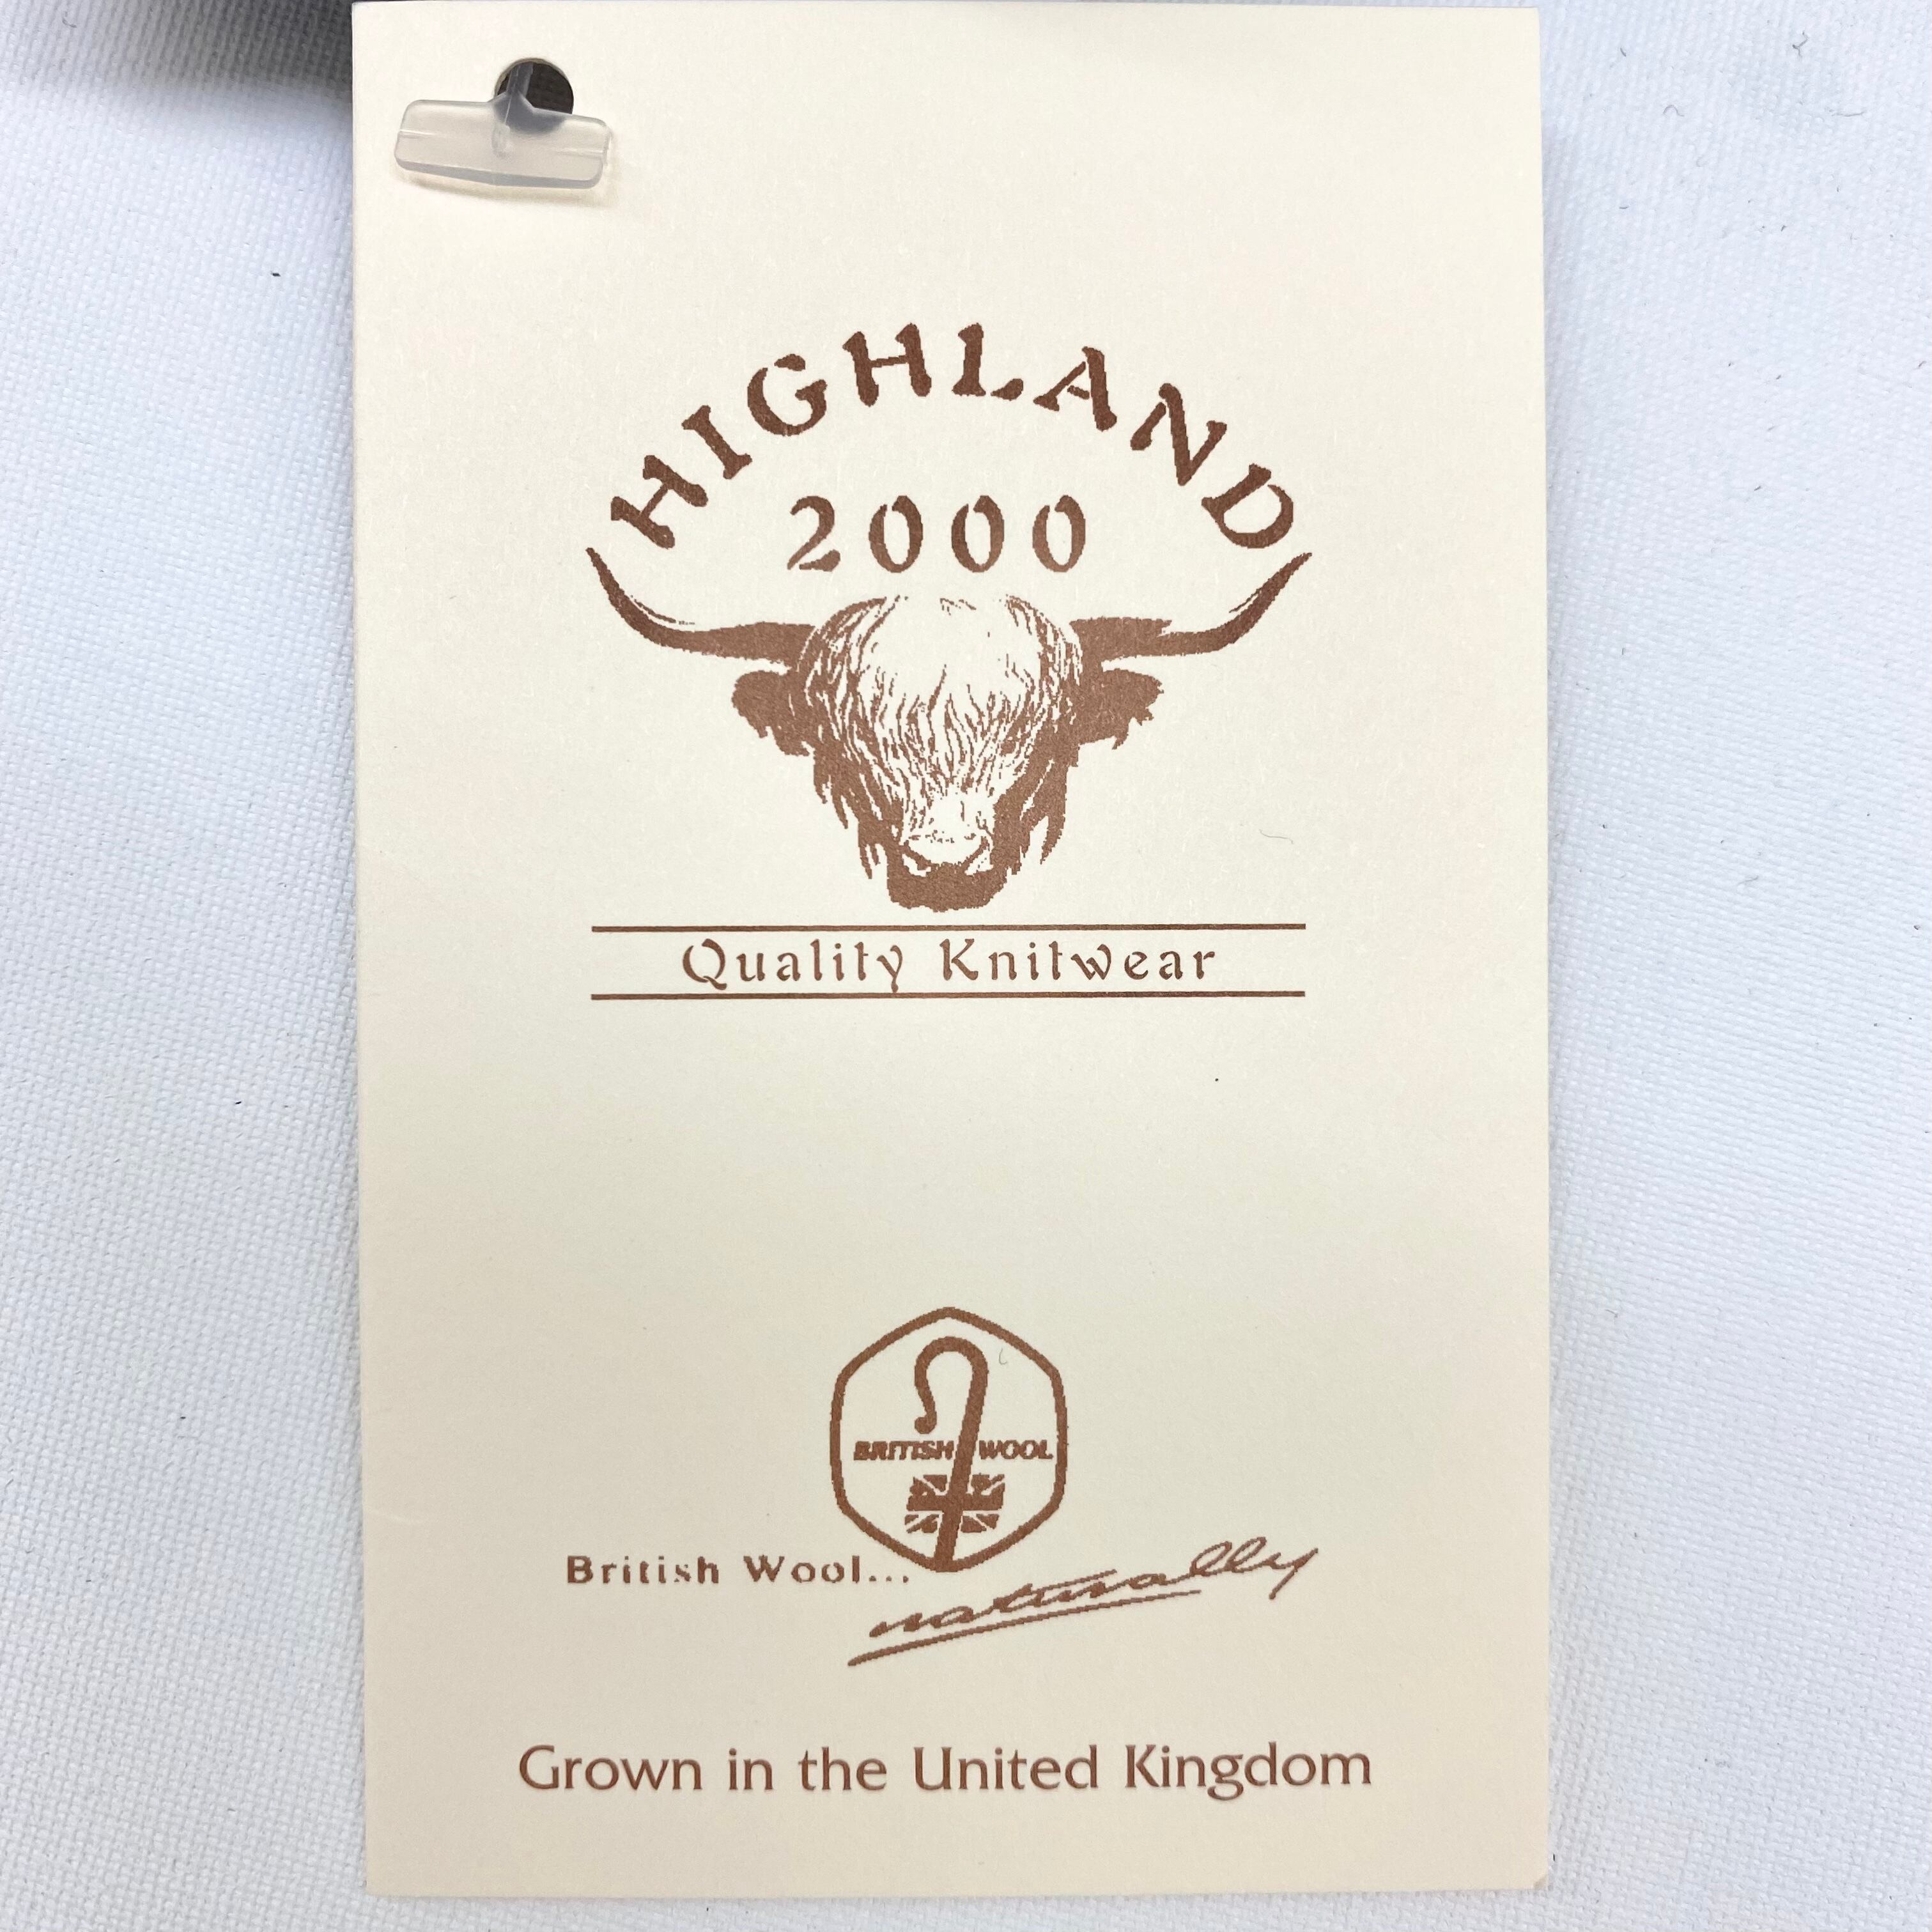 HIGHLAND
2000
Quality Knitwear
BRITISH WOOL
British Wool...
naturally
Grown in the United Kingdom